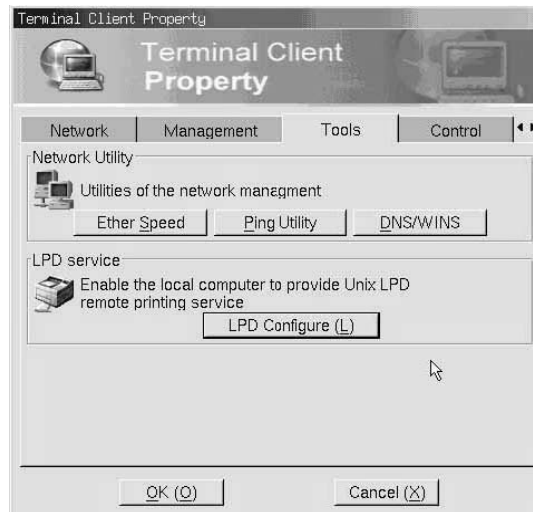 Terminal Client Property
Terminal Client
Property
Network Management Tools Control
Network Utility
Utilities of the network managment
Ether Speed Ping Utility DNS/WINS
LPD service
Enable the local computer to provide Unix LPD
remote printing service
LPD Configure (L)
OK (O) Cancel (X)